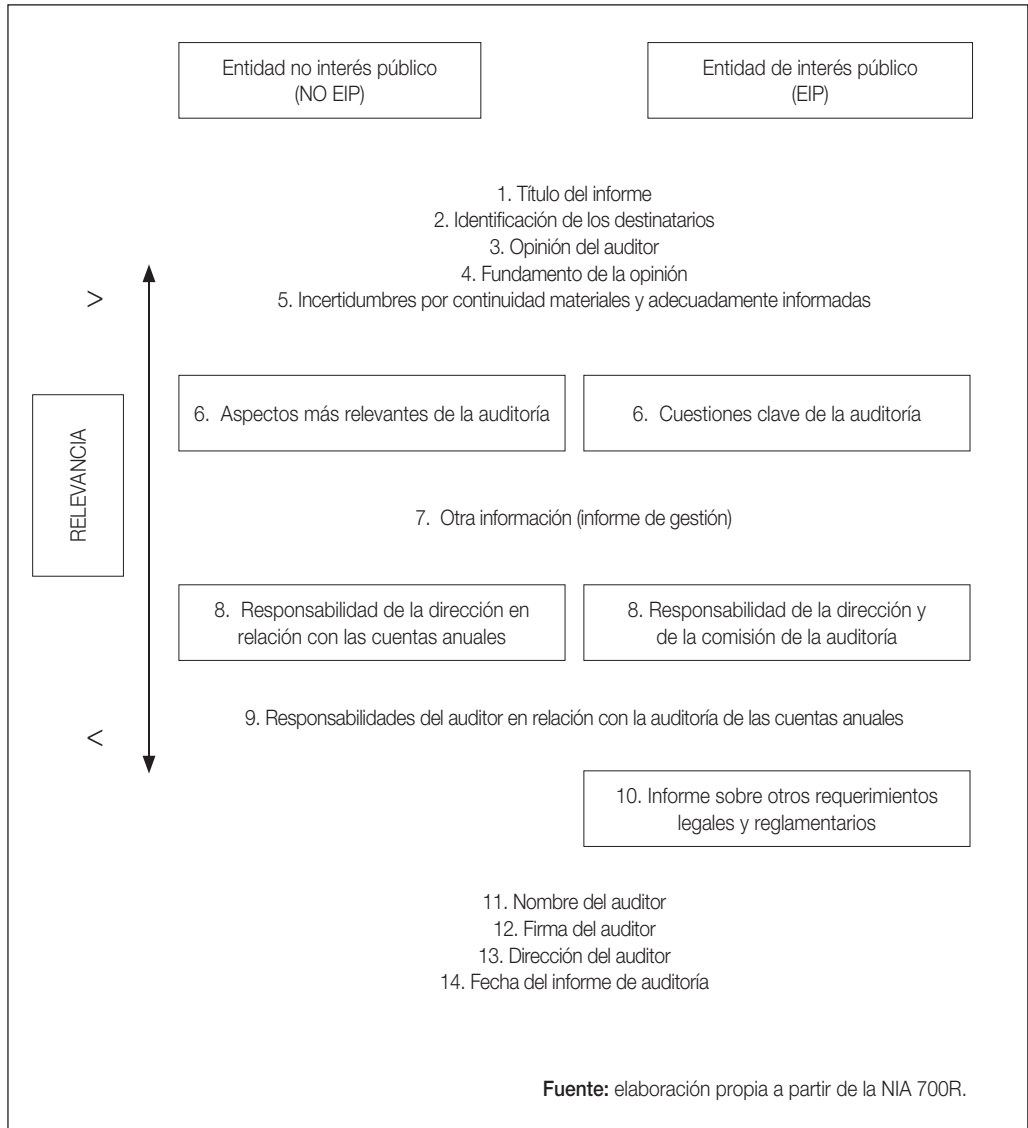 Entidad no interés público
(NO EIP)
Entidad de interés público
(EIP)
1. Título del informe
2. Identificación de los destinatarios
3. Opinión del auditor
4. Fundamento de la opinión
5. Incertidumbres por continuidad materiales y adecuadamente informadas
>
RELEVANCIA
<
6. Aspectos más relevantes de la auditoría
6. Cuestiones clave de la auditoría
7. Otra información (informe de gestión)
8. Responsabilidad de la dirección en
relación con las cuentas anuales
8. Responsabilidad de la dirección y
de la comisión de la auditoría
9. Responsabilidades del auditor en relación con la auditoría de las cuentas anuales
10. Informe sobre otros requerimientos
legales y reglamentarios
11. Nombre del auditor
12. Firma del auditor
13. Dirección del auditor
14. Fecha del informe de auditoría
Fuente: elaboración propia a partir de la NIA 700R.